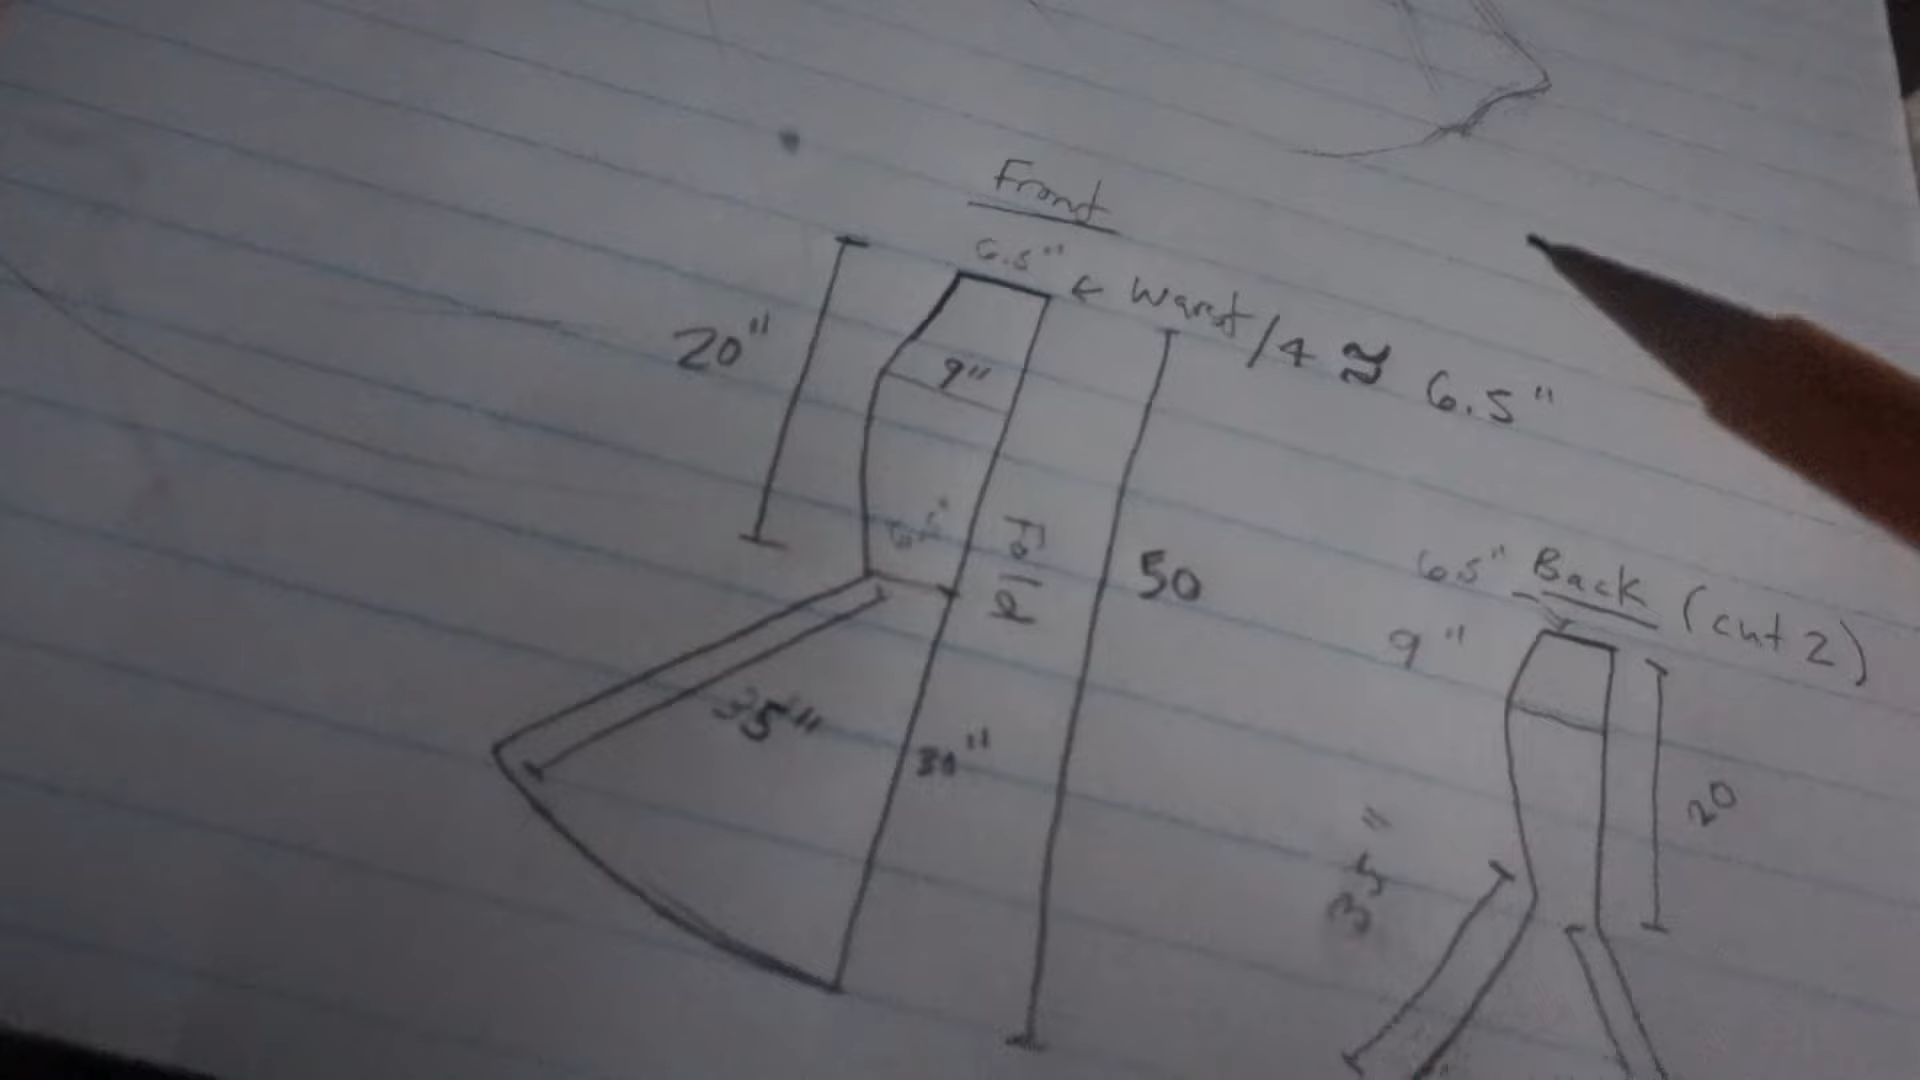 Front
6.5"
← Waist/4 ≈ 6.5"
20"
9"
Fold
50
35"
30"
6.5" Back (cut 2)
9"
20
35"